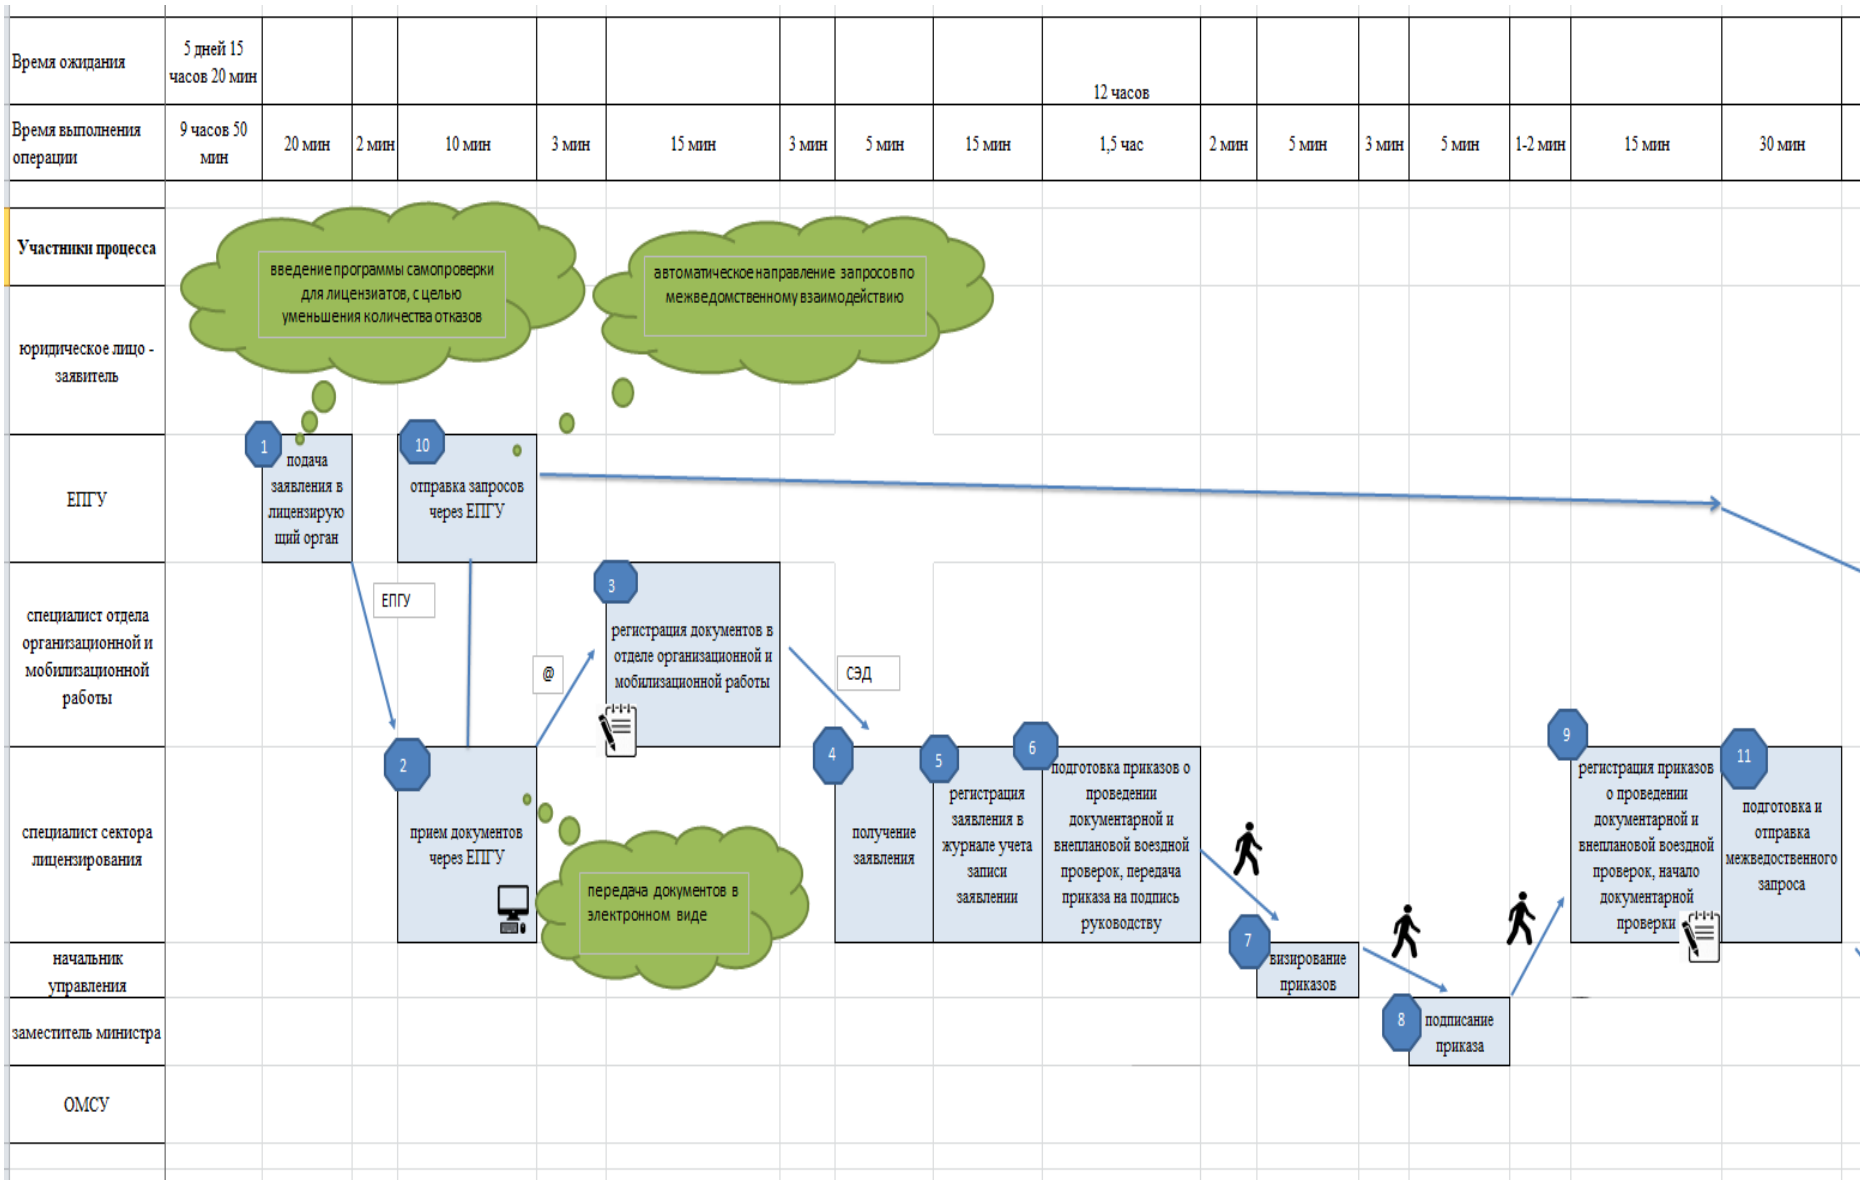 Время ожидания
5 дней 15
часов 20 мин
12 часов
Время выполнения
операции
9 часов 50
мин
20 мин
2 мин
10 мин
3 мин
15 мин
3 мин
5 мин
15 мин
1,5 час
2 мин
5 мин
3 мин
5 мин
1-2 мин
15 мин
30 мин
Участники процесса
введение программы самопроверки
для лицензиатов, с целью
уменьшения количества отказов
автоматическое направление запросов по
межведомственному взаимодействию
юридическое лицо -
заявитель
ЕПГУ
1
подача
заявления в
лицензирую
щий орган
10
отправка запросов
через ЕПГУ
ЕПГУ
специалист отдела
организационной и
мобилизационной
работы
@
3
регистрация документов в
отделе организационной и
мобилизационной работы
СЭД
специалист сектора
лицензирования
2
прием документов
через ЕПГУ
передача документов в
электронном виде
4
получение
заявления
5
регистрация
заявления в
журнале учета
записи
заявлении
6
подготовка приказов о
проведении
документарной и
внеплановой воездной
проверок, передача
приказа на подпись
руководству
9
регистрация приказов
о проведении
документарной и
внеплановой воездной
проверок, начало
документарной
проверки
11
подготовка и
отправка
межведоственного
запроса
начальник
управления
7
визирование
приказов
заместитель министра
8
подписание
приказа
ОМСУ